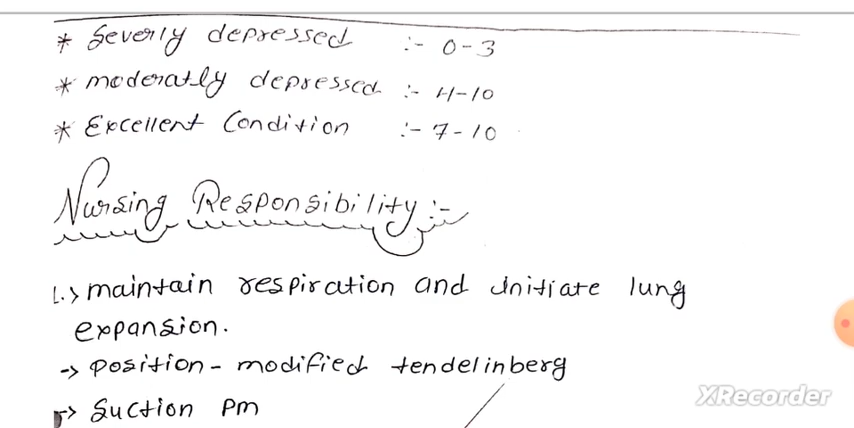 * Severly depressed :- 0-3
* moderatly depressed :- 4-10
* Excellent Condition :- 7-10
Nursing Responsibility :-
1.> maintain respiration and initiate lung
expansion.
-> position - modified tendelinberg
-> Suction Pm
XRecorder